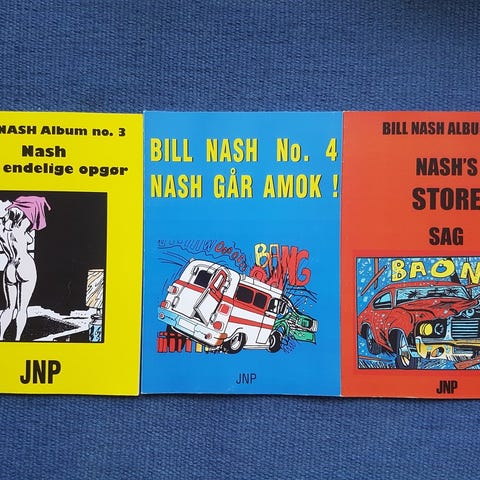 NASH Album no. 3
Nash
endelige opgør
JNP
BILL NASH No. 4
NASH GÅR AMOK !
BANG
JNP
BILL NASH ALBU
NASH'S
STORE
SAG
BAON
JNP